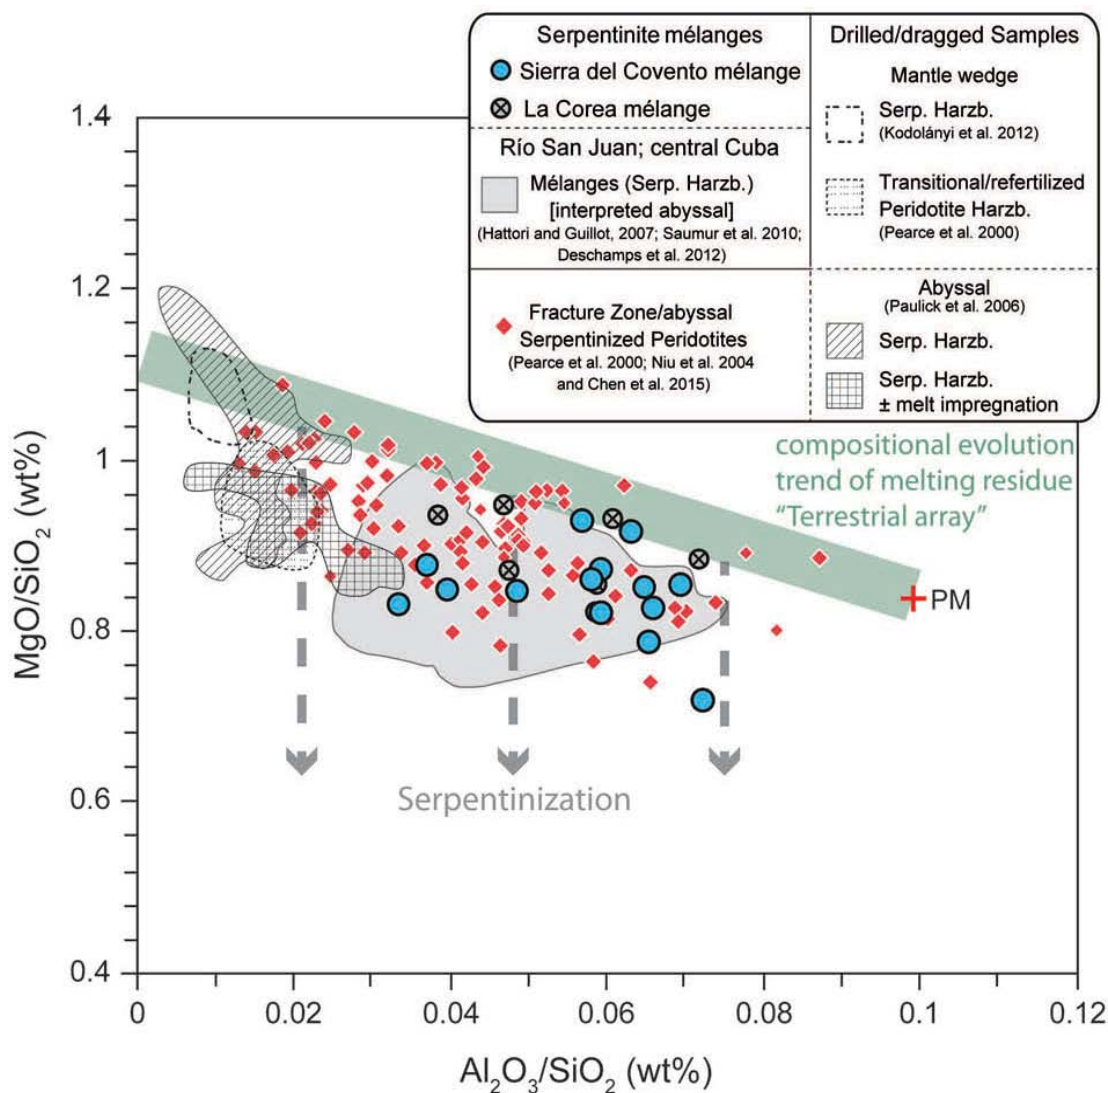 Serpentinite mélanges
Sierra del Covento mélange
La Corea mélange
Río San Juan; central Cuba
Mélanges (Serp. Harzb.)
[interpreted abyssal]
(Hattori and Guillot, 2007; Saumur et al. 2010;
Deschamps et al. 2012)
Fracture Zone/abyssal
Serpentinized Peridotites
(Pearce et al. 2000; Niu et al. 2004
and Chen et al. 2015)
Drilled/dragged Samples
Mantle wedge
Serp. Harzb.
(Kodolányi et al. 2012)
Transitional/refertilized
Peridotite Harzb.
(Pearce et al. 2000)
Abyssal
(Paulick et al. 2006)
Serp. Harzb.
Serp. Harzb.
± melt impregnation
compositional evolution
trend of melting residue
“Terrestrial array”
PM
Serpentinization
MgO/SiO₂ (wt%)
1.4
1.2
1
0.8
0.6
0.4
0
0.02
0.04
0.06
0.08
0.1
0.12
Al₂O₃/SiO₂ (wt%)